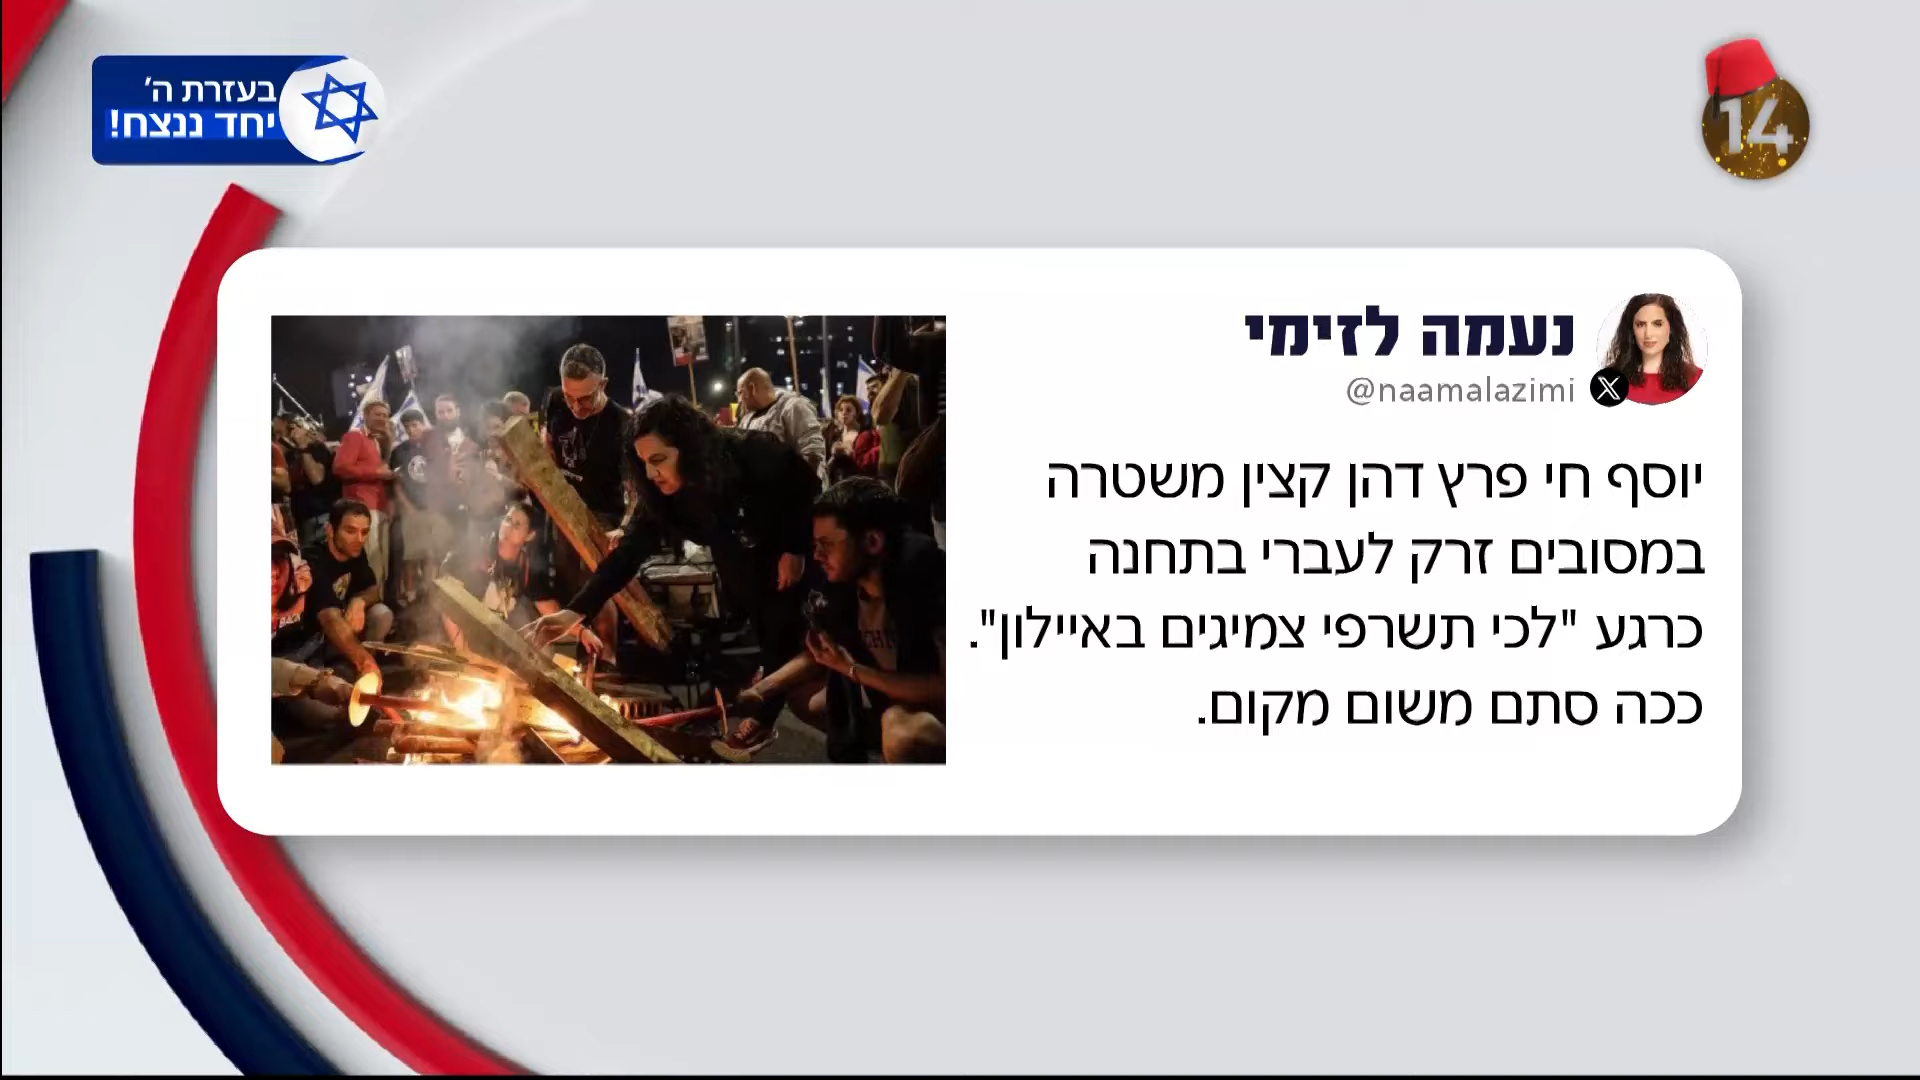 בעזרת ה'
יחד ננצח!
14
נעמה לזימי
@naamalazimi
יוסף חי פרץ דהן קצין משטרה
במסובים זרק לעברי בתחנה
כרגע "לכי תשרפי צמיגים באיילון".
ככה סתם משום מקום.